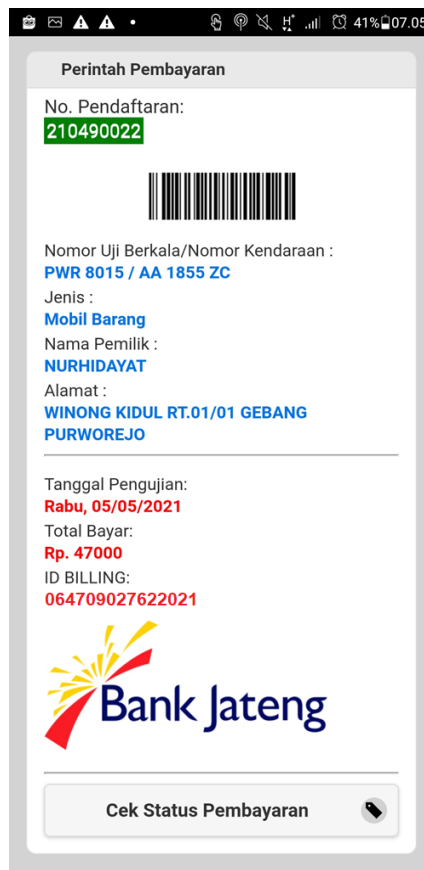 41% 07.05
Perintah Pembayaran
No. Pendaftaran:
210490022
Nomor Uji Berkala/Nomor Kendaraan :
PWR 8015 / AA 1855 ZC
Jenis :
Mobil Barang
Nama Pemilik :
NURHIDAYAT
Alamat :
WINONG KIDUL RT.01/01 GEBANG
PURWOREJO
Tanggal Pengujian:
Rabu, 05/05/2021
Total Bayar:
Rp. 47000
ID BILLING:
064709027622021
Bank Jateng
Cek Status Pembayaran